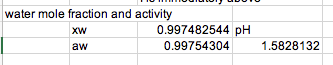 water mole fraction and activity
xw 0.997482544 pH
aw 0.99754304 1.5828132